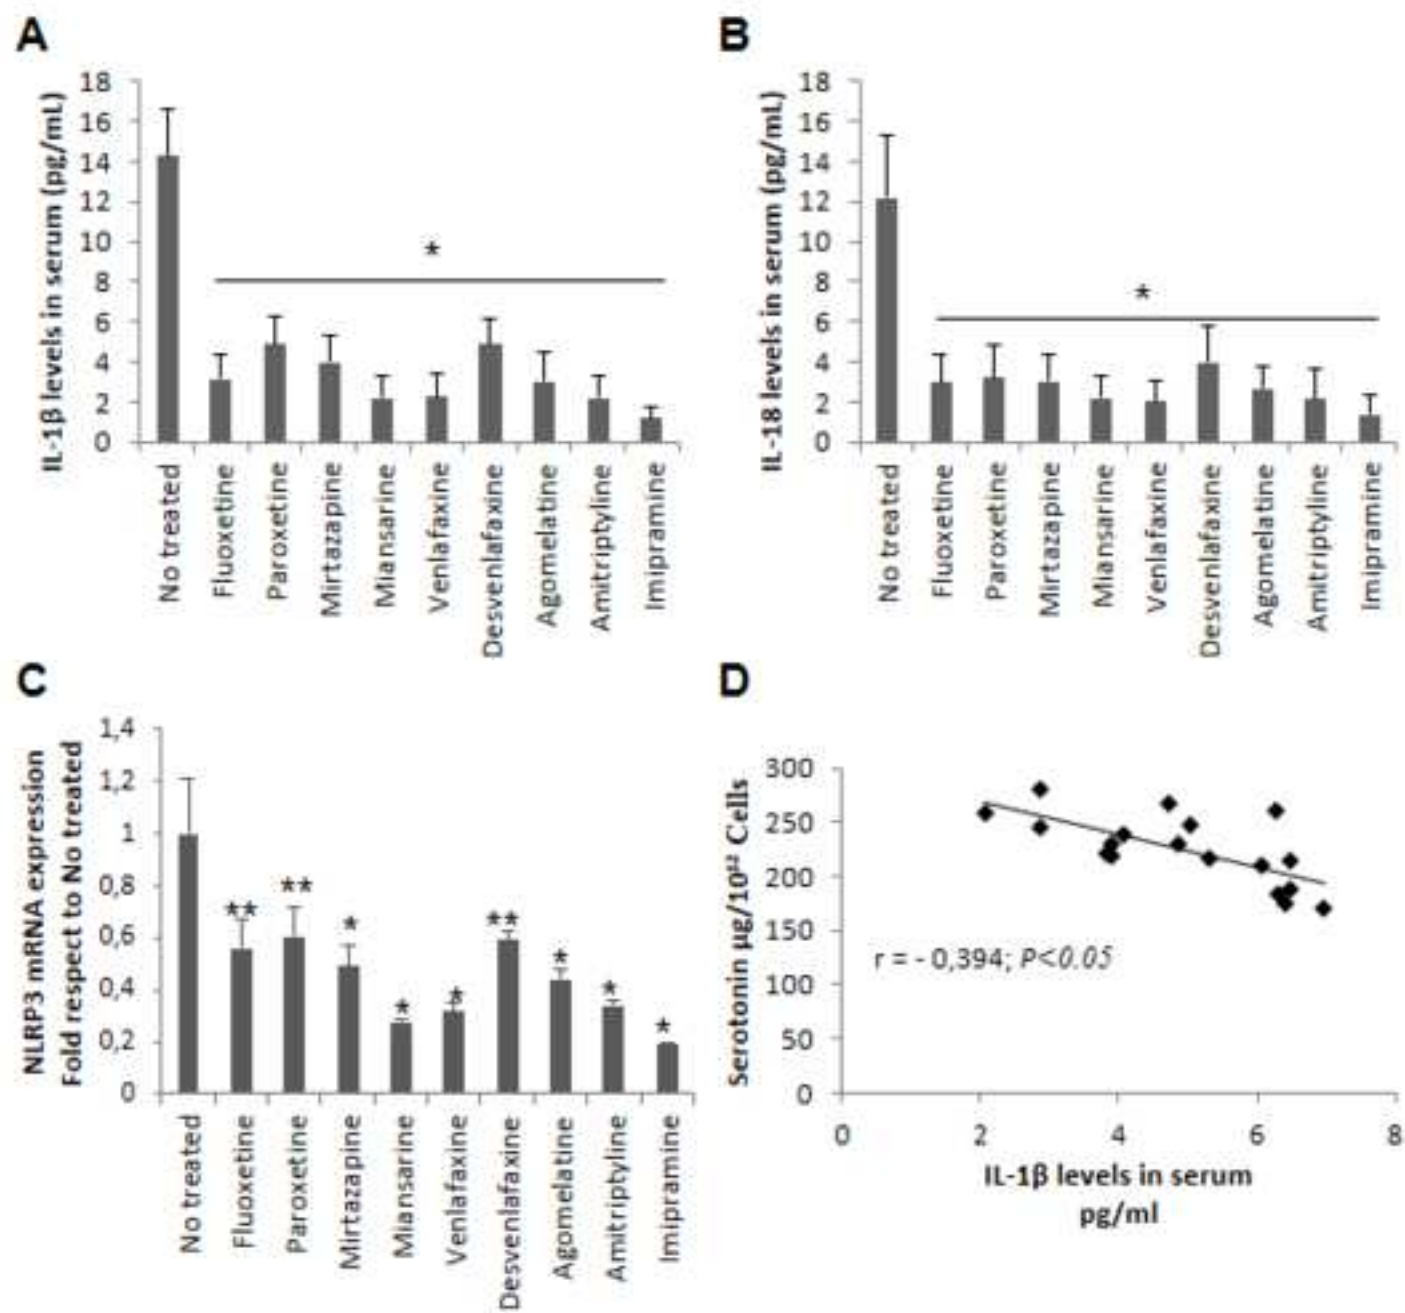 A
IL-1β levels in serum (pg/mL)
18
16
14
12
10
8
6
4
2
0
*
No treated
Fluoxetine
Paroxetine
Mirtazapine
Miansarine
Venlafaxine
Desvenlafaxine
Agomelatine
Amitriptyline
Imipramine
B
IL-18 levels in serum (pg/mL)
18
16
14
12
10
8
6
4
2
0
*
No treated
Fluoxetine
Paroxetine
Mirtazapine
Miansarine
Venlafaxine
Desvenlafaxine
Agomelatine
Amitriptyline
Imipramine
C
NLRP3 mRNA expression
Fold respect to No treated
1,4
1,2
1
0,8
0,6
0,4
0,2
0
**
**
*
*
*
**
*
*
*
No treated
Fluoxetine
Paroxetine
Mirtazapine
Miansarine
Venlafaxine
Desvenlafaxine
Agomelatine
Amitriptyline
Imipramine
D
Serotonin µg/10¹² Cells
300
250
200
150
100
50
0
r = - 0,394; P<0.05
0 2 4 6 8
IL-1β levels in serum
pg/ml